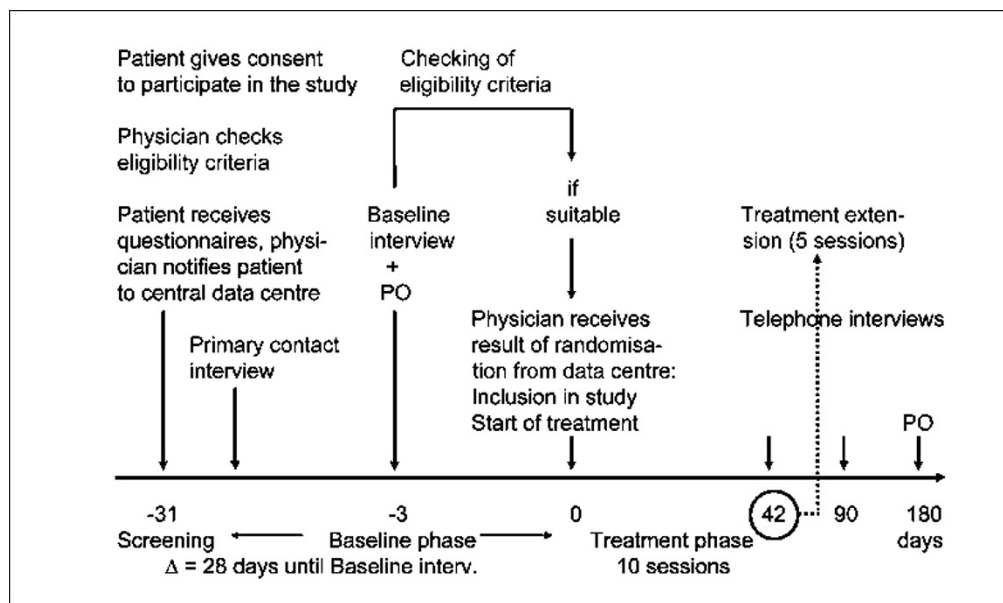 Patient gives consent
to participate in the study
Checking of
eligibility criteria
Physician checks
eligibility criteria
Patient receives
questionnaires, physi-
cian notifies patient
to central data centre
Baseline
interview
+
PO
if
suitable
Treatment exten-
sion (5 sessions)
Primary contact
interview
Physician receives
result of randomisa-
tion from data centre:
Inclusion in study
Start of treatment
Telephone interviews
PO
-31 -3 0 42 90 180
Screening Baseline phase Treatment phase days
Δ = 28 days until Baseline interv. 10 sessions